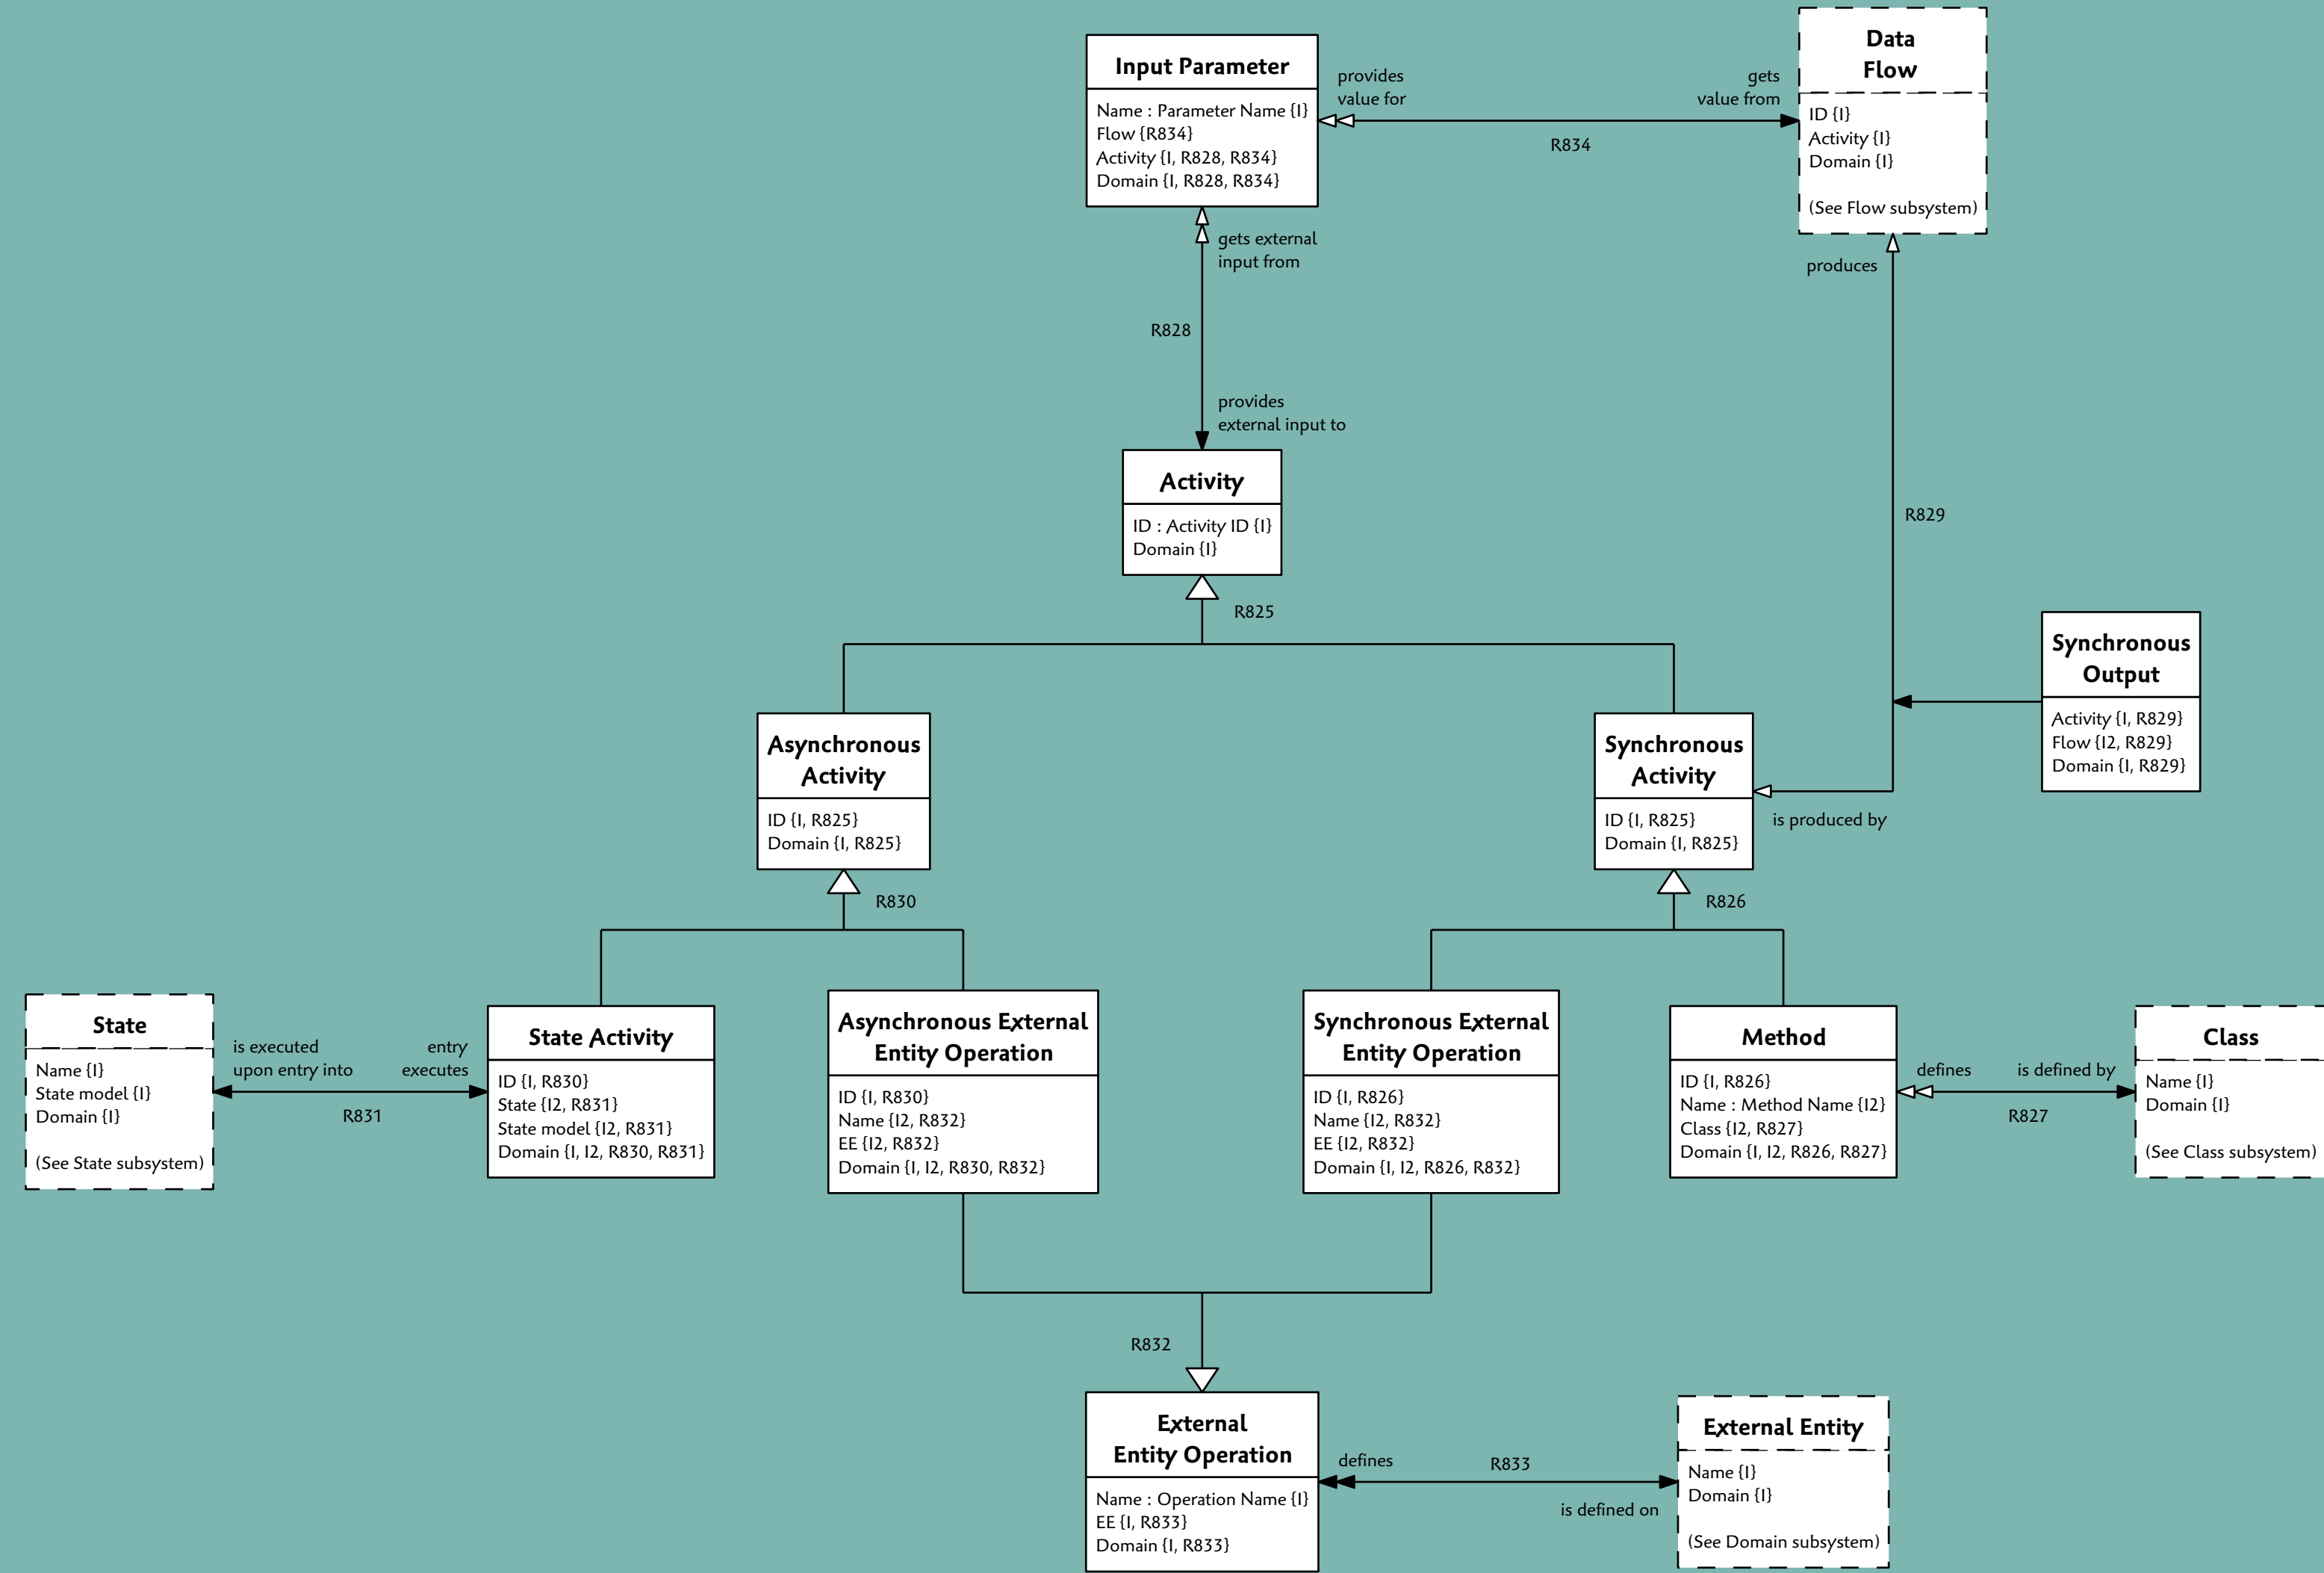 Input Parameter
Name : Parameter Name {I}
Flow {R834}
Activity {I, R828, R834}
Domain {I, R828, R834}
provides
value for
gets
value from
R834
Data
Flow
ID {I}
Activity {I}
Domain {I}
(See Flow subsystem)
gets external
input from
R828
provides
external input to
produces
R829
Activity
ID : Activity ID {I}
Domain {I}
R825
Synchronous
Output
Activity {I, R829}
Flow {I2, R829}
Domain {I, R829}
Asynchronous
Activity
ID {I, R825}
Domain {I, R825}
R830
Synchronous
Activity
ID {I, R825}
Domain {I, R825}
is produced by
R826
State
Name {I}
State model {I}
Domain {I}
(See State subsystem)
is executed
upon entry into
entry
executes
R831
State Activity
ID {I, R830}
State {I2, R831}
State model {I2, R831}
Domain {I, I2, R830, R831}
Asynchronous External
Entity Operation
ID {I, R830}
Name {I2, R832}
EE {I2, R832}
Domain {I, I2, R830, R832}
Synchronous External
Entity Operation
ID {I, R826}
Name {I2, R832}
EE {I2, R832}
Domain {I, I2, R826, R832}
Method
ID {I, R826}
Name : Method Name {I2}
Class {I2, R827}
Domain {I, I2, R826, R827}
defines
is defined by
R827
Class
Name {I}
Domain {I}
(See Class subsystem)
R832
External
Entity Operation
Name : Operation Name {I}
EE {I, R833}
Domain {I, R833}
defines
R833
is defined on
External Entity
Name {I}
Domain {I}
(See Domain subsystem)